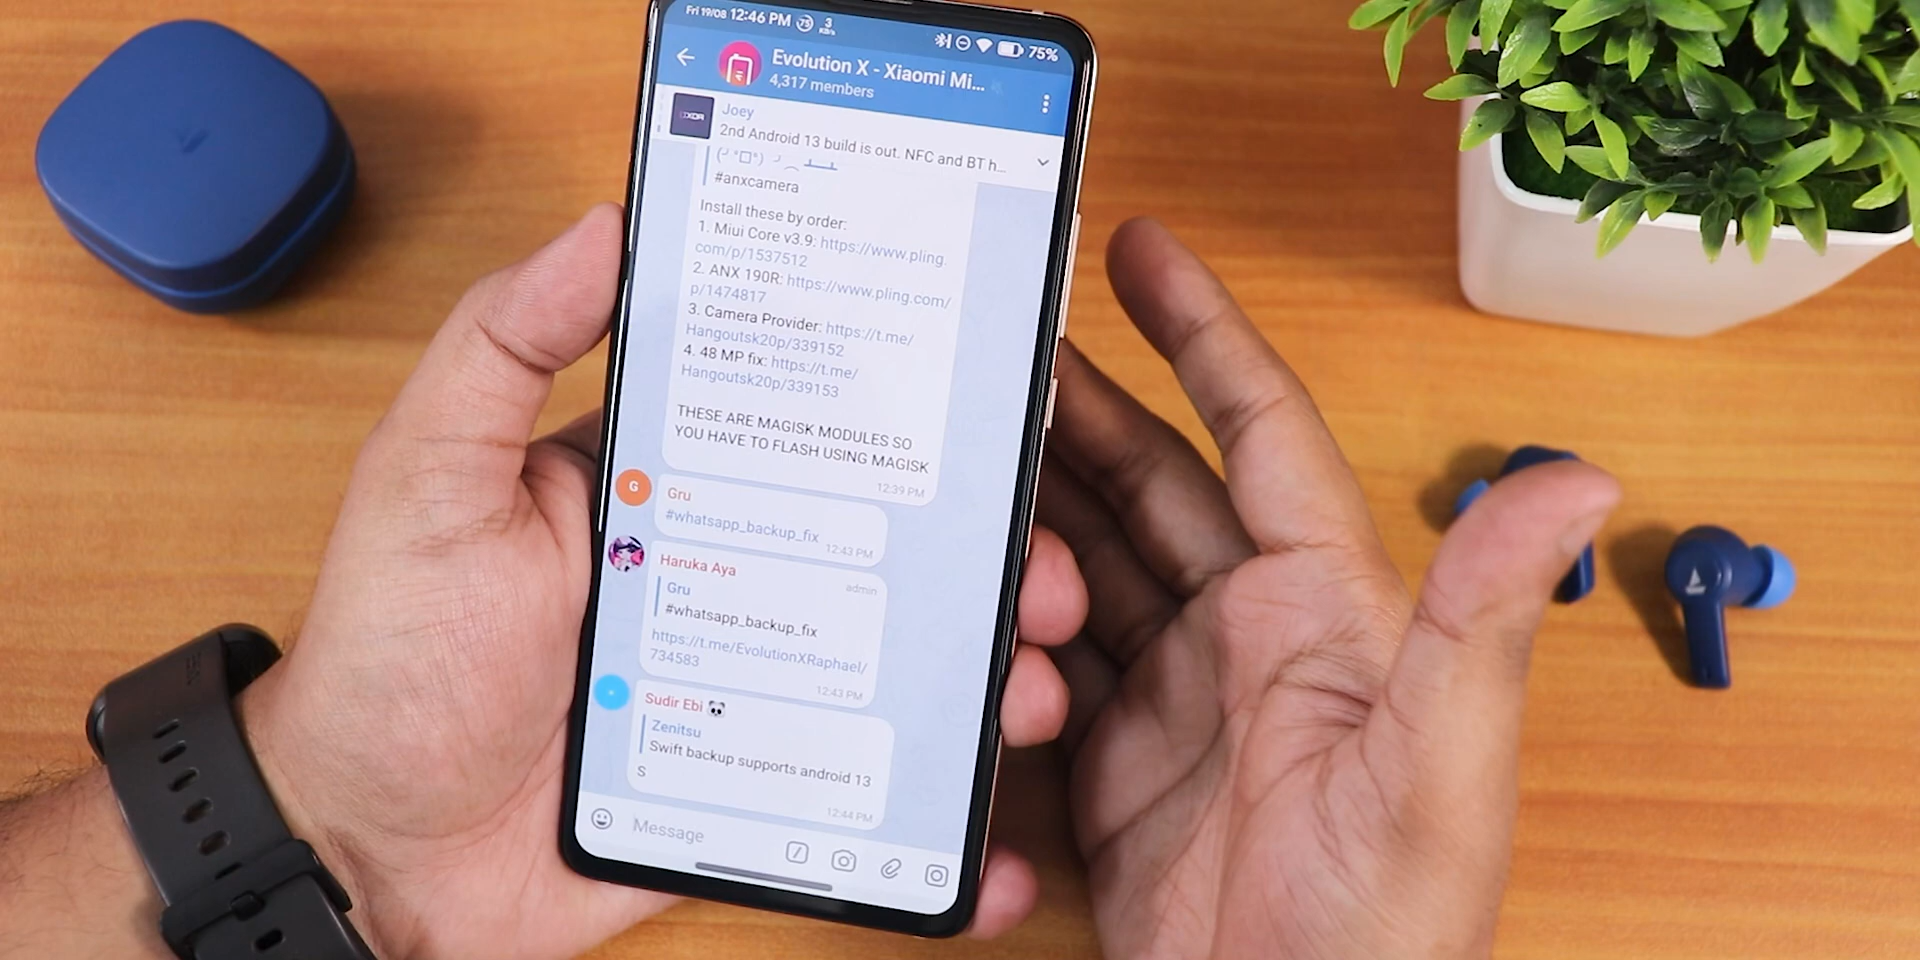 Fri 19/08 12:46 PM 75 3 KB/s 75%
Evolution X - Xiaomi Mi...
4,317 members
Joey
2nd Android 13 build is out. NFC and BT h...
#anxcamera
Install these by order:
1. Miui Core v3.9: https://www.pling.
com/p/1537512
2. ANX 190R: https://www.pling.com/
p/1474817
3. Camera Provider: https://t.me/
Hangoutsk20p/339152
4. 48 MP fix: https://t.me/
Hangoutsk20p/339153
THESE ARE MAGISK MODULES SO
YOU HAVE TO FLASH USING MAGISK
12:39 PM
G
Gru
#whatsapp_backup_fix
12:43 PM
Haruka Aya
admin
Gru
#whatsapp_backup_fix
https://t.me/EvolutionXRaphael/
734583
12:43 PM
Sudir Ebi
Zenitsu
Swift backup supports android 13
S
12:44 PM
Message